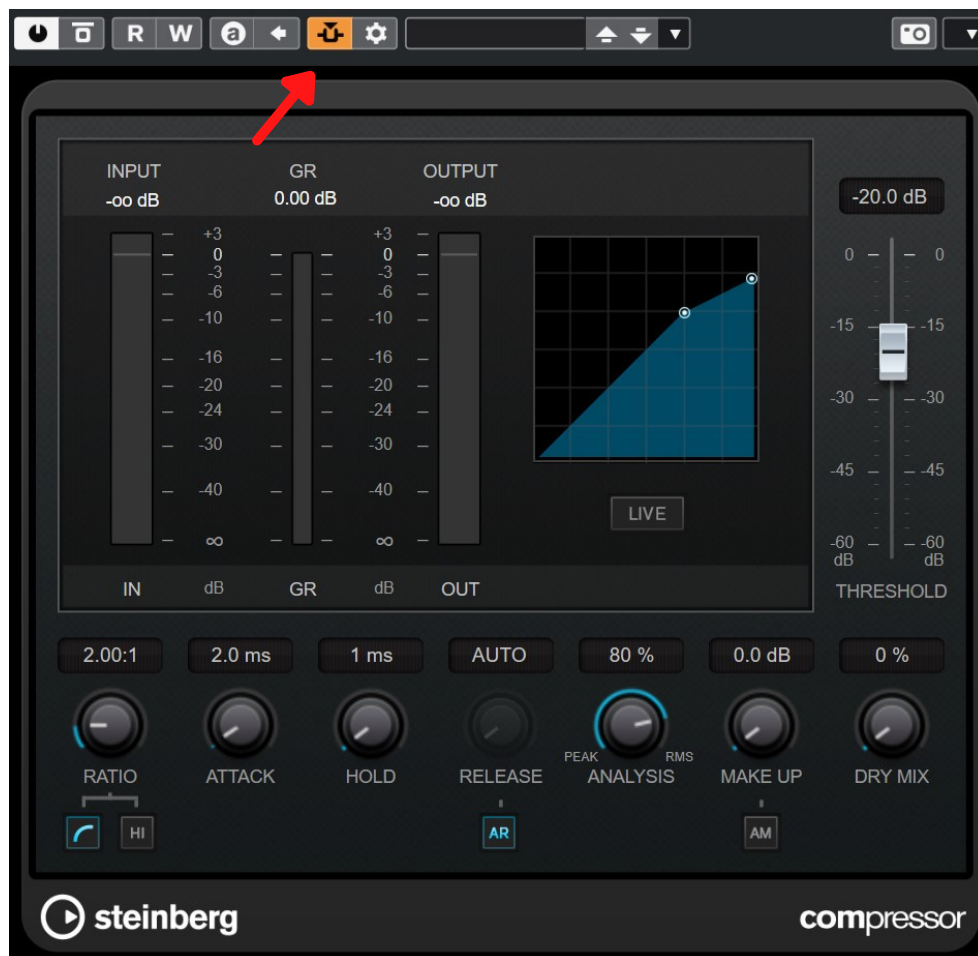 R W a
INPUT GR OUTPUT
-oo dB 0.00 dB -oo dB
-20.0 dB
+3 +3
0 0
-3 -3
-6 -6
-10 -10
-16 -16
-20 -20
-24 -24
-30 -30
-40 -40
∞ ∞
0 0
-15 -15
-30 -30
-45 -45
-60 -60
dB dB
LIVE
IN dB GR dB OUT
THRESHOLD
2.00:1 2.0 ms 1 ms AUTO 80 % 0.0 dB 0 %
PEAK RMS
RATIO ATTACK HOLD RELEASE ANALYSIS MAKE UP DRY MIX
HI AR AM
steinberg compressor